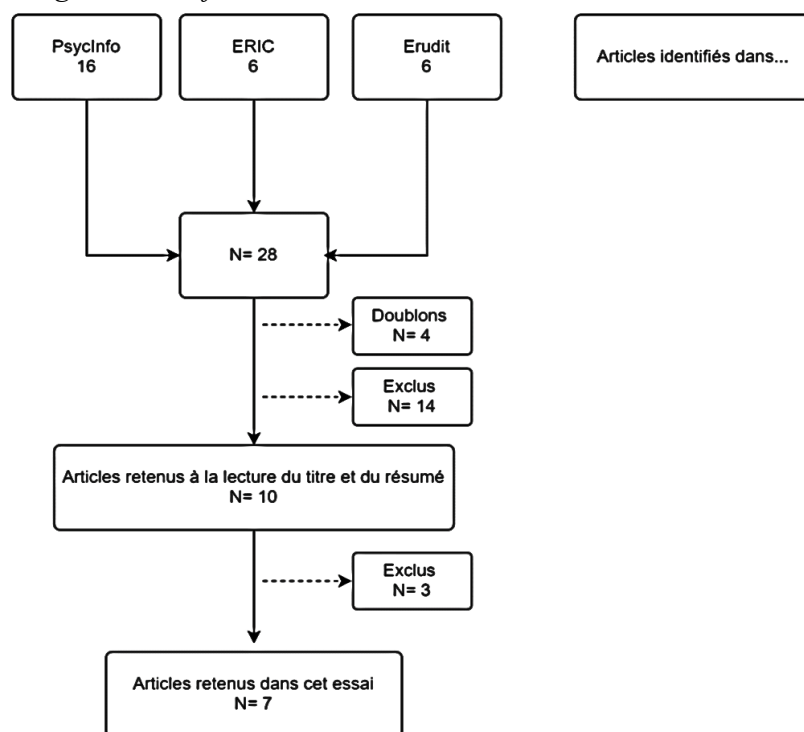 PsycInfo
16
ERIC
6
Erudit
6
Articles identifiés dans...
N= 28
Doublons
N= 4
Exclus
N= 14
Articles retenus à la lecture du titre et du résumé
N= 10
Exclus
N= 3
Articles retenus dans cet essai
N= 7